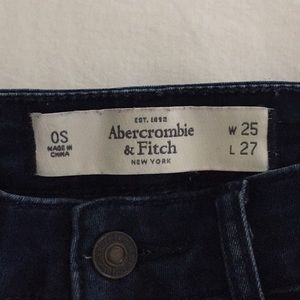 EST. 1892
0S
MADE IN
CHINA
Abercrombie
& Fitch
NEW YORK
W 25
L 27